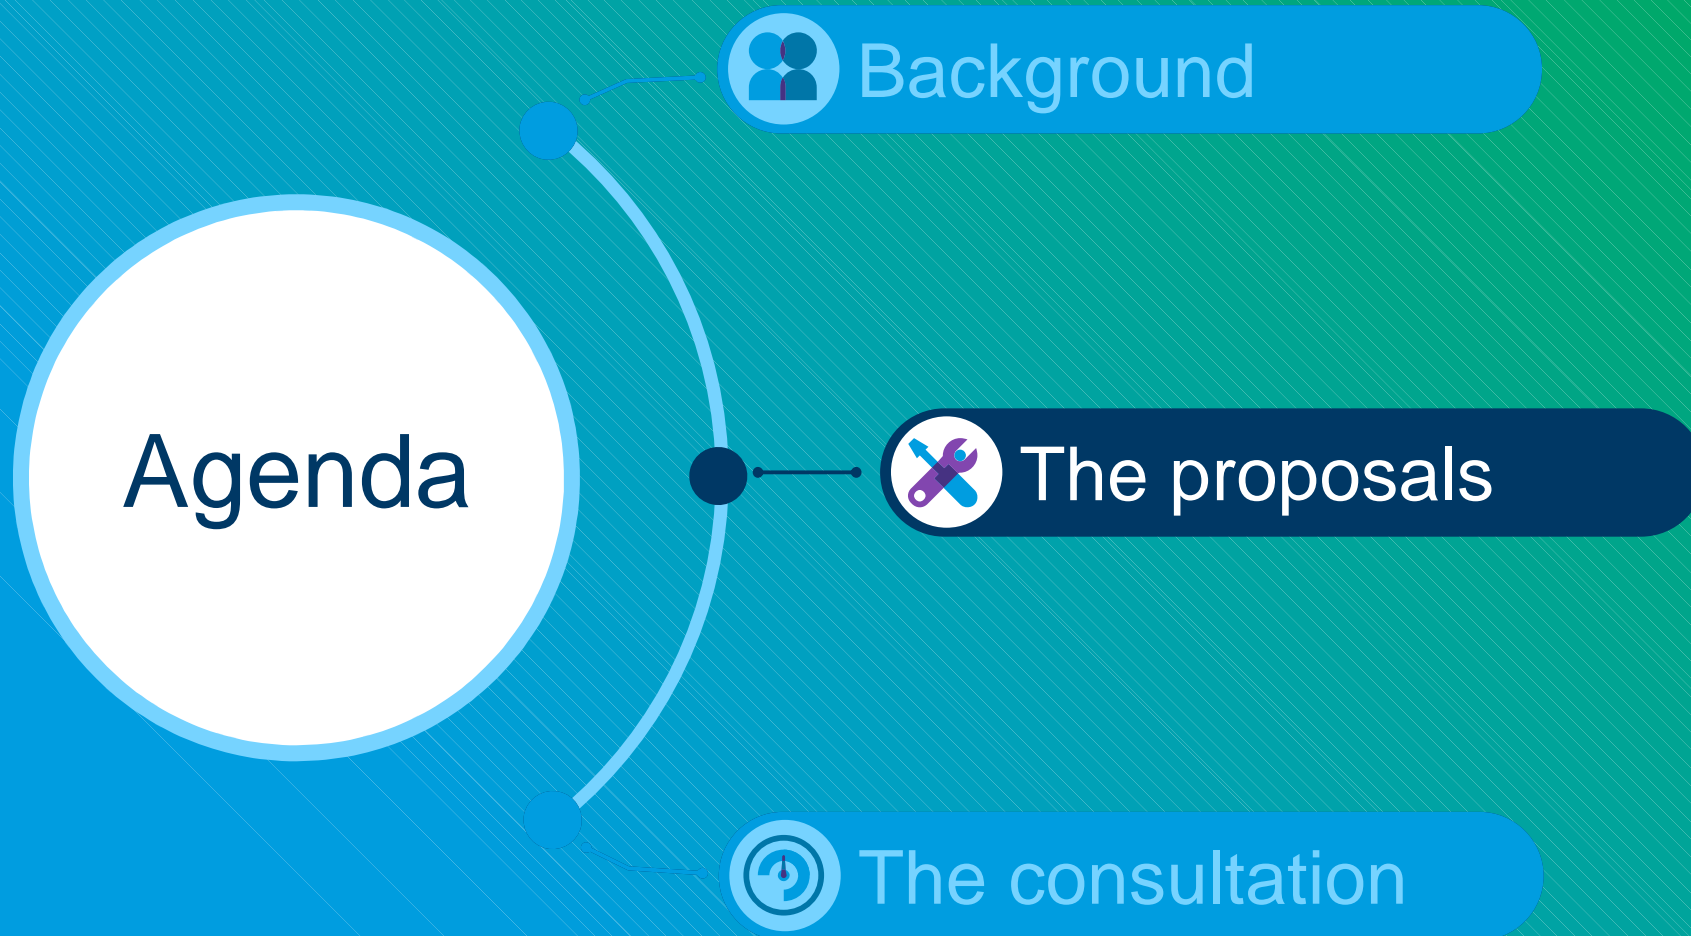 Agenda
Background
The proposals
The consultation